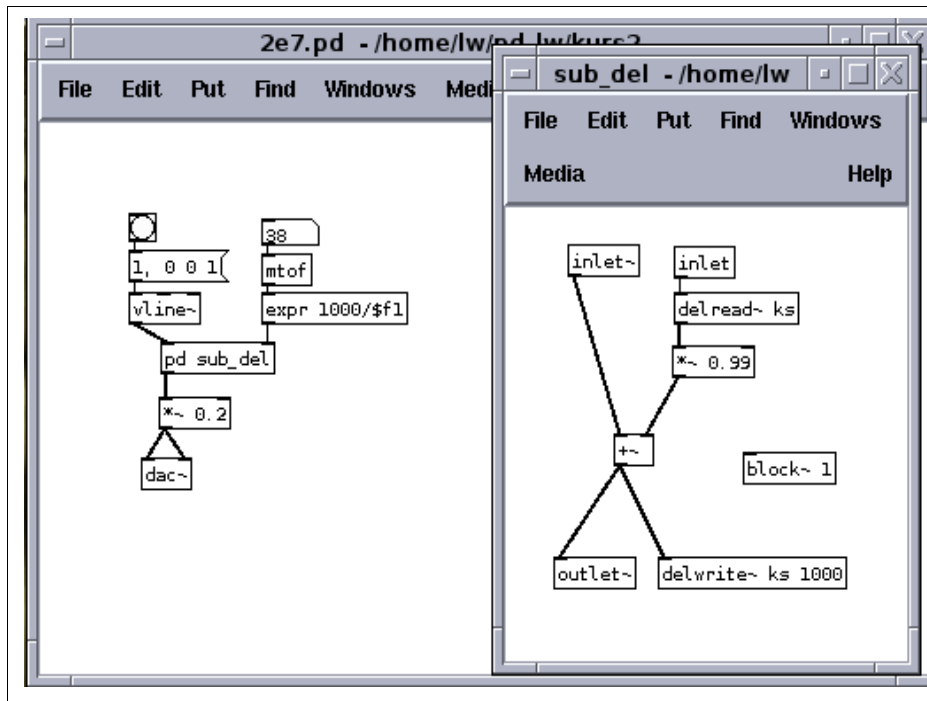 2e7.pd - /home/lw/pd_lw/kurs2
File Edit Put Find Windows
38
1, 0 0 1
mtof
vline~
expr 1000/$f1
pd sub_del
*~ 0.2
dac~
sub_del - /home/lw
File Edit Put Find Windows
Media Help
inlet~
inlet
delread~ ks
*~ 0.99
+~
block~ 1
outlet~
delwrite~ ks 1000